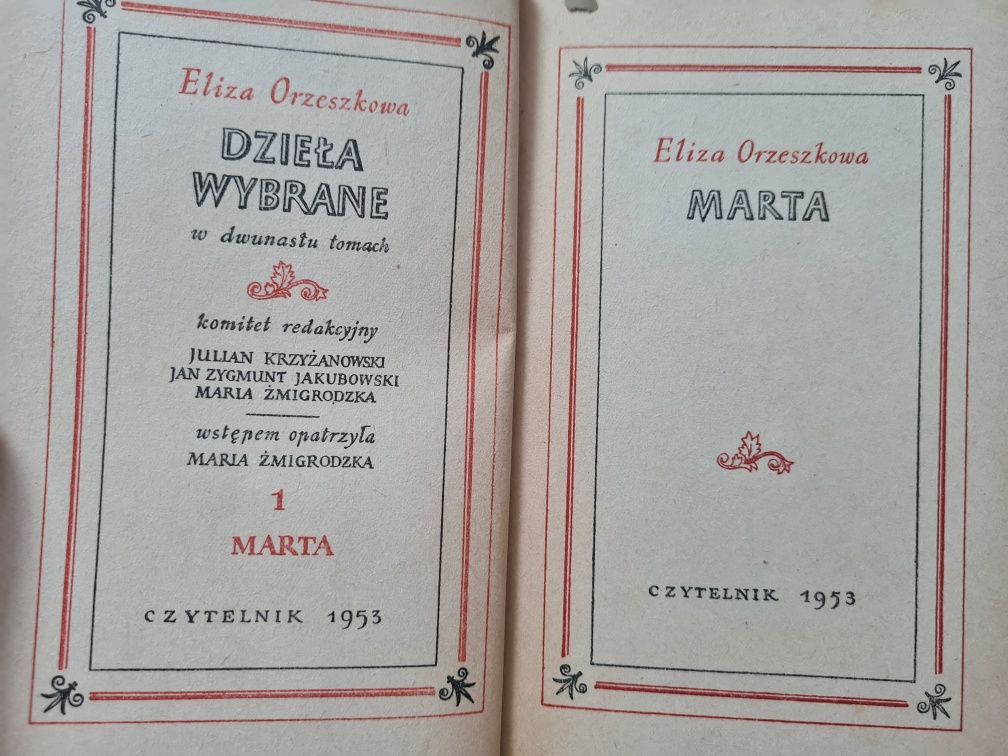 Eliza Orzeszkowa
DZIEŁA
WYBRANE
w dwunastu tomach
komitet redakcyjny
JULIAN KRZYŻANOWSKI
JAN ZYGMUNT JAKUBOWSKI
MARIA ŻMIGRODZKA
wstępem opatrzyła
MARIA ŻMIGRODZKA
1
MARTA
CZYTELNIK 1953
Eliza Orzeszkowa
MARTA
CZYTELNIK 1953